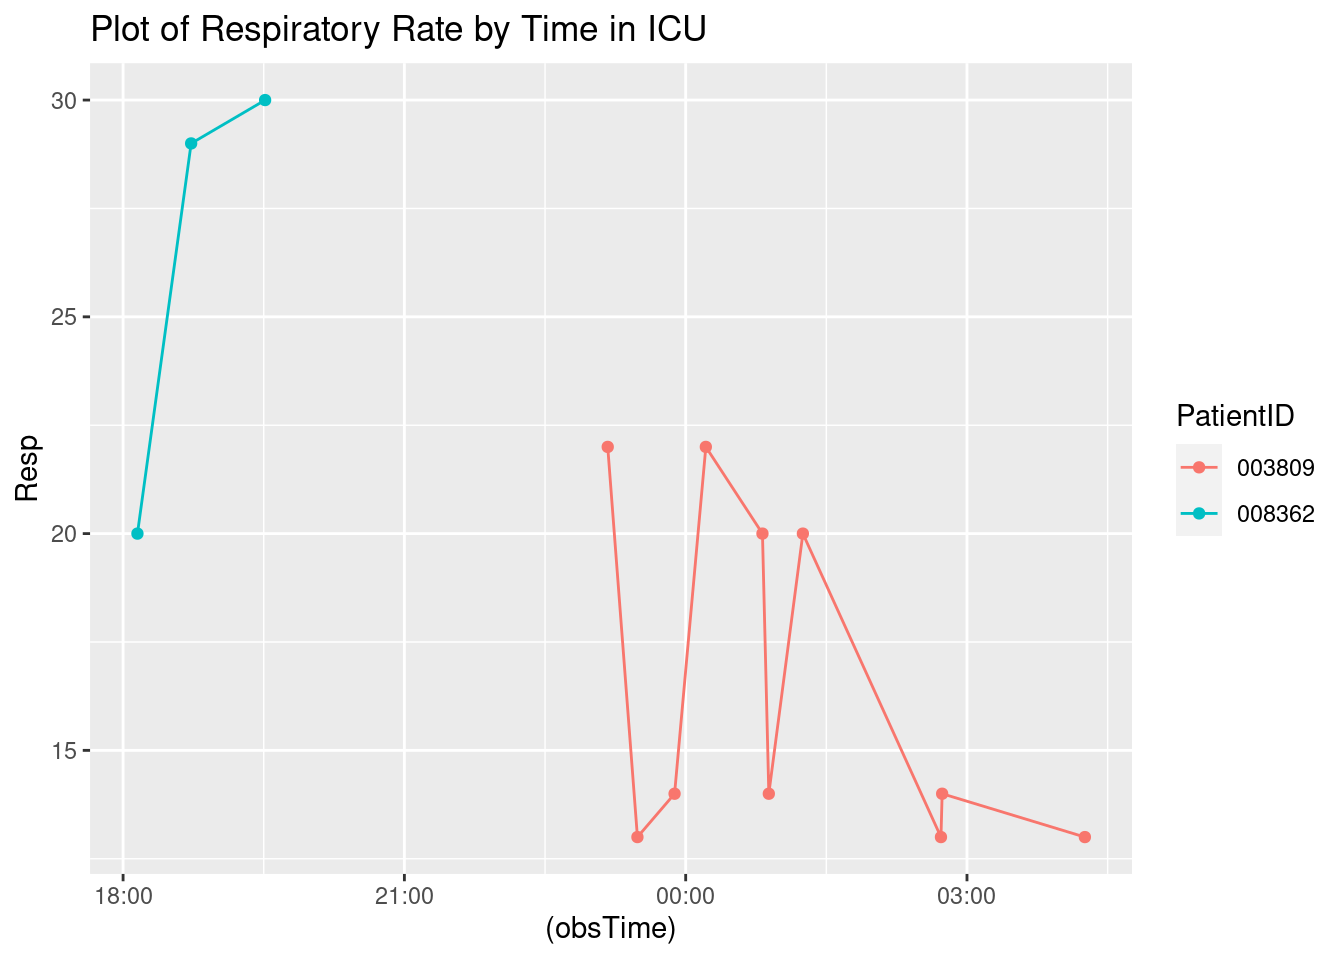 Plot of Respiratory Rate by Time in ICU
30
25
20
15
Resp
18:00 21:00 00:00 03:00
(obsTime)
PatientID
003809
008362